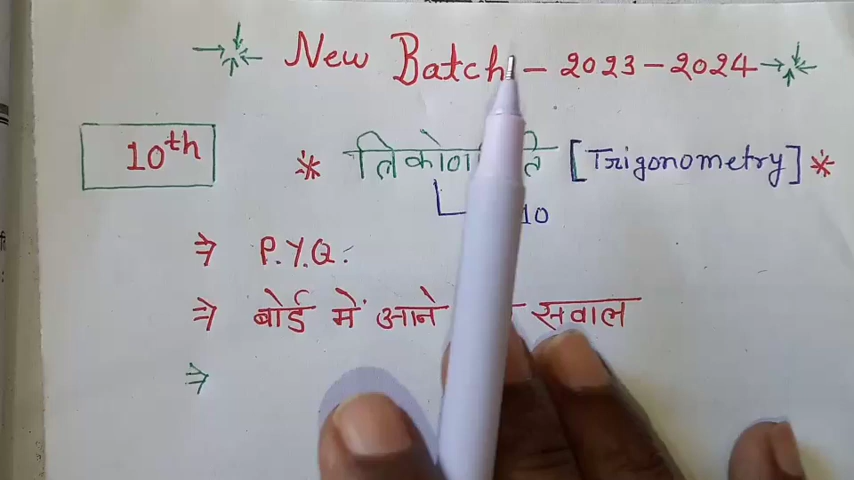 New Batch - 2023-2024
10th
* [Trigonometry] *
10
⇒ P.Y.Q:
⇒ बोर्ड में आने सवाल
⇒